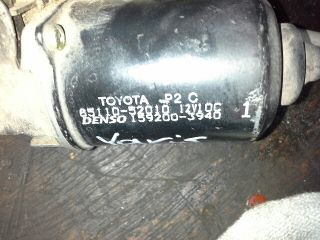 TOYOTA P2 C
85110-52010 12VDC
DENSO 159200-3940 1
Yaris